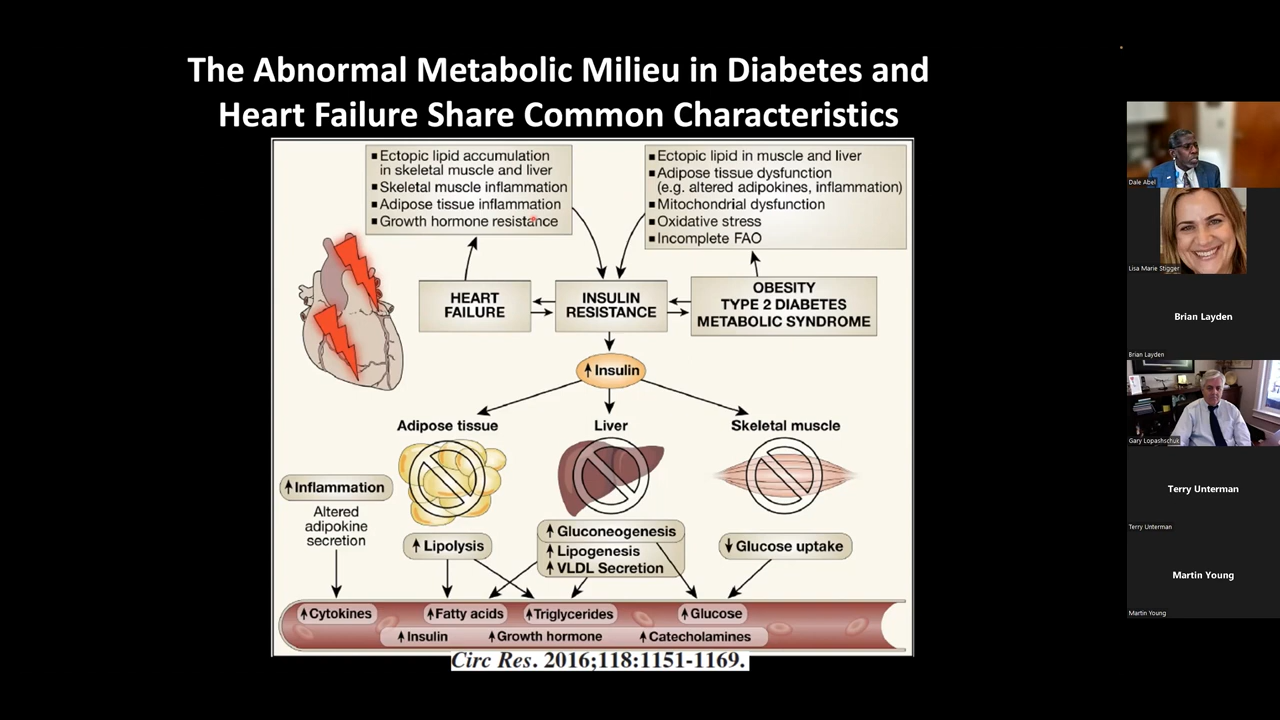 The Abnormal Metabolic Milieu in Diabetes and
Heart Failure Share Common Characteristics
▪ Ectopic lipid accumulation
in skeletal muscle and liver
▪ Skeletal muscle inflammation
▪ Adipose tissue inflammation
▪ Growth hormone resistance
▪ Ectopic lipid in muscle and liver
▪ Adipose tissue dysfunction
(e.g. altered adipokines, inflammation)
▪ Mitochondrial dysfunction
▪ Oxidative stress
▪ Incomplete FAO
HEART
FAILURE
INSULIN
RESISTANCE
OBESITY
TYPE 2 DIABETES
METABOLIC SYNDROME
↑ Insulin
Adipose tissue
Liver
Skeletal muscle
↑ Inflammation
Altered
adipokine
secretion
↑ Lipolysis
↑ Gluconeogenesis
↑ Lipogenesis
↑ VLDL Secretion
↓ Glucose uptake
↑ Cytokines
↑ Fatty acids
↑ Triglycerides
↑ Glucose
↑ Insulin
↑ Growth hormone
↑ Catecholamines
Circ Res. 2016;118:1151-1169.
Dale Abel
Lisa Marie Stigger
Brian Layden
Brian Layden
Gary Lopashschuk
Terry Unterman
Terry Unterman
Martin Young
Martin Young